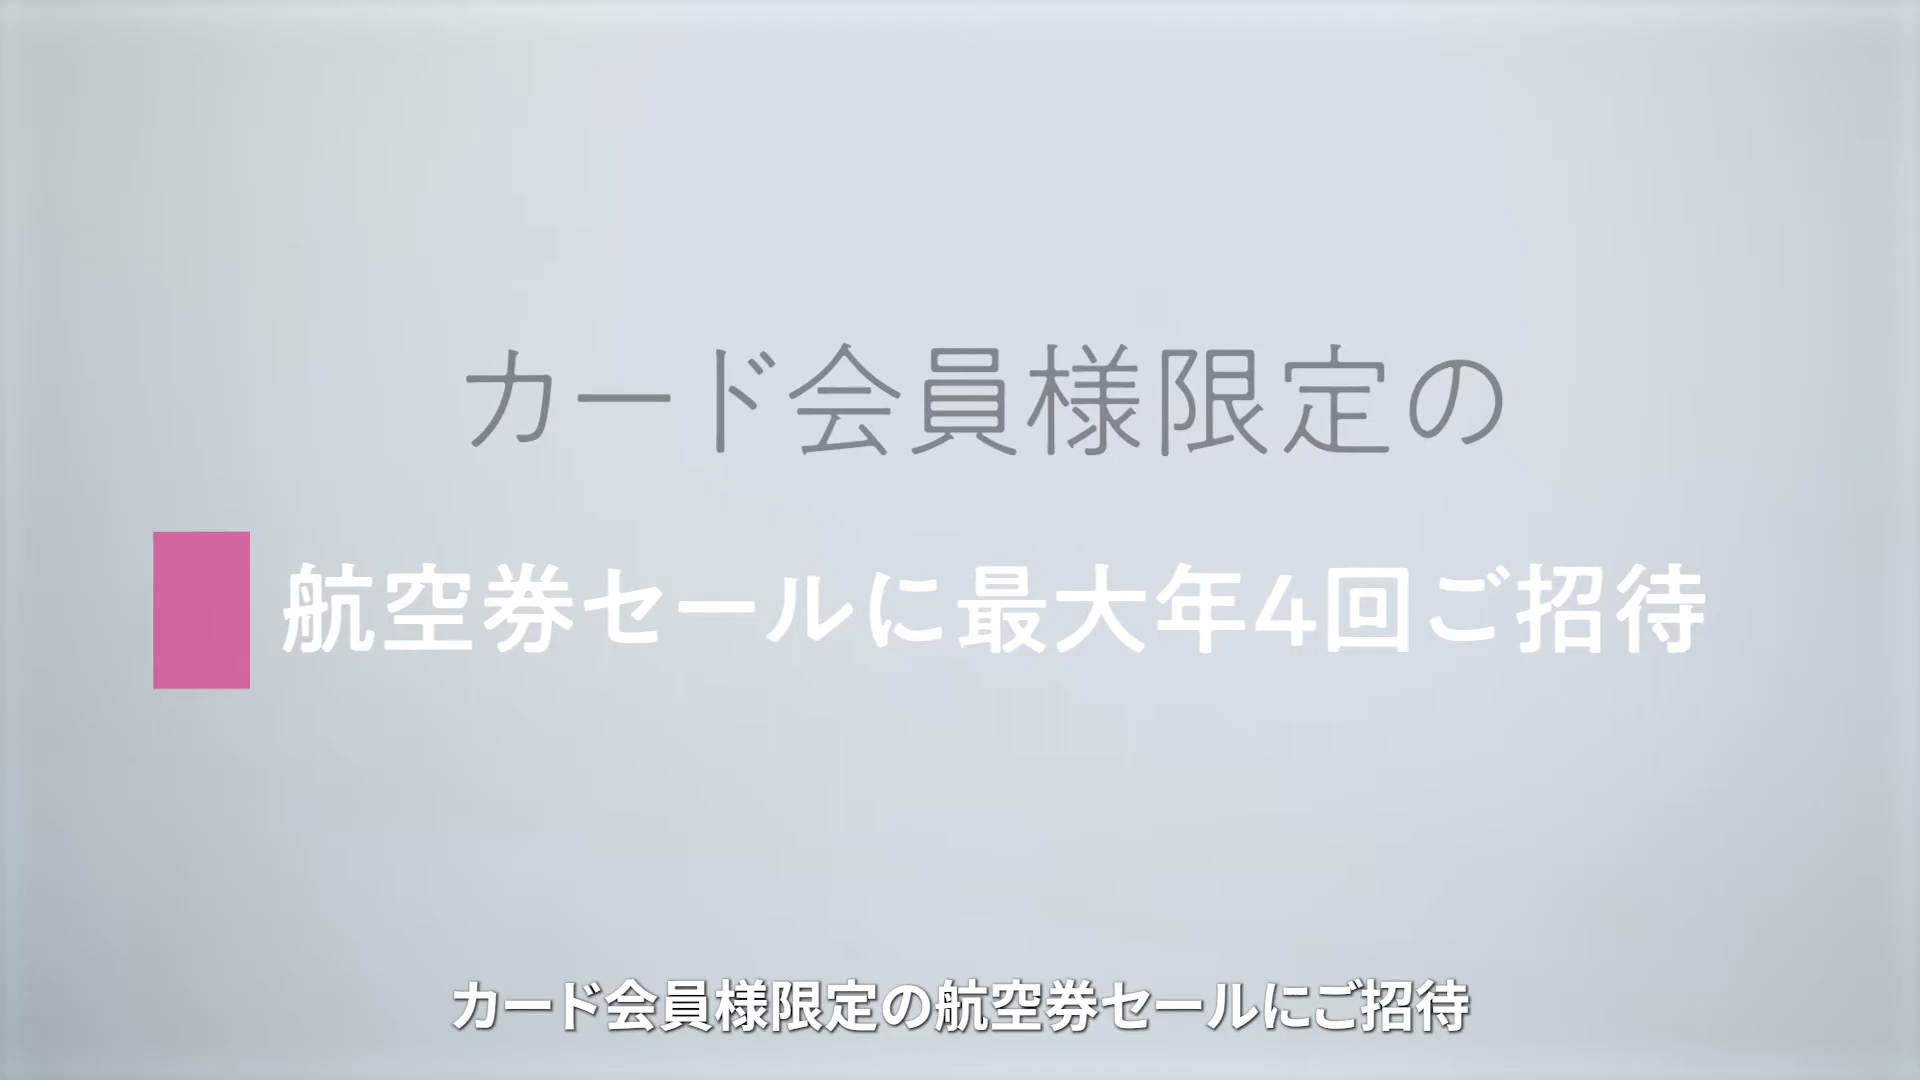 カード会員様限定の
航空券セールに最大年4回ご招待
カード会員様限定の航空券セールにご招待